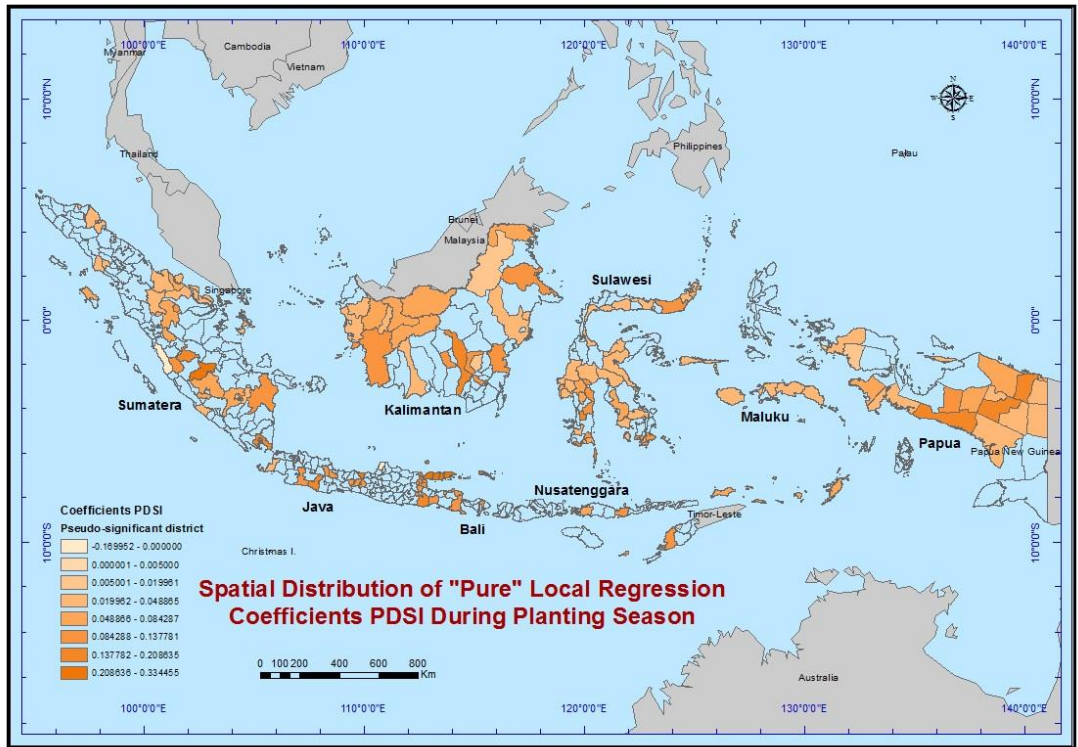 100°0'0"E
110°0'0"E
120°0'0"E
130°0'0"E
140°0'0"E
Myanmar
Cambodia
Vietnam
10°0'0"N
10°0'0"N
N
W E
S
Thailand
Philippines
Palau
Brunei
Malaysia
Singapore
Sulawesi
0°0'0"
0°0'0"
Sumatera
Kalimantan
Maluku
Papua
Papua New Guinea
Java
Bali
Nusatenggara
Timor-Leste
10°0'0"S
10°0'0"S
Christmas I.
Coefficients PDSI
Pseudo-significant district
-0.169952 - 0.000000
0.000001 - 0.005000
0.005001 - 0.019961
0.019962 - 0.048865
0.048866 - 0.084287
0.084288 - 0.137781
0.137782 - 0.208635
0.208636 - 0.334455
Spatial Distribution of "Pure" Local Regression
Coefficients PDSI During Planting Season
0 100 200 400 600 800
Km
Australia
100°0'0"E
110°0'0"E
120°0'0"E
130°0'0"E
140°0'0"E